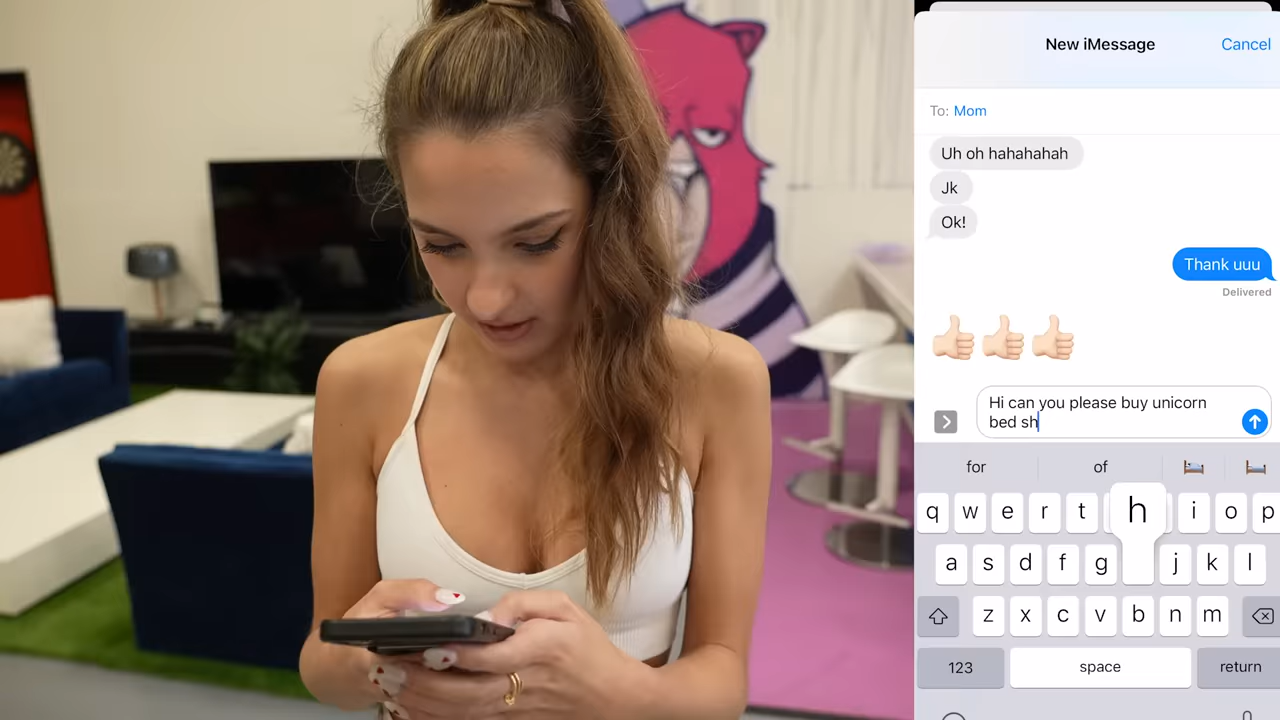 New iMessage
Cancel
To: Mom
Uh oh hahahahah
Jk
Ok!
Thank uuu
Delivered
Hi can you please buy unicorn
bed sh
for
of
q w e r t h i o p
a s d f g j k l
z x c v b n m
123
space
return